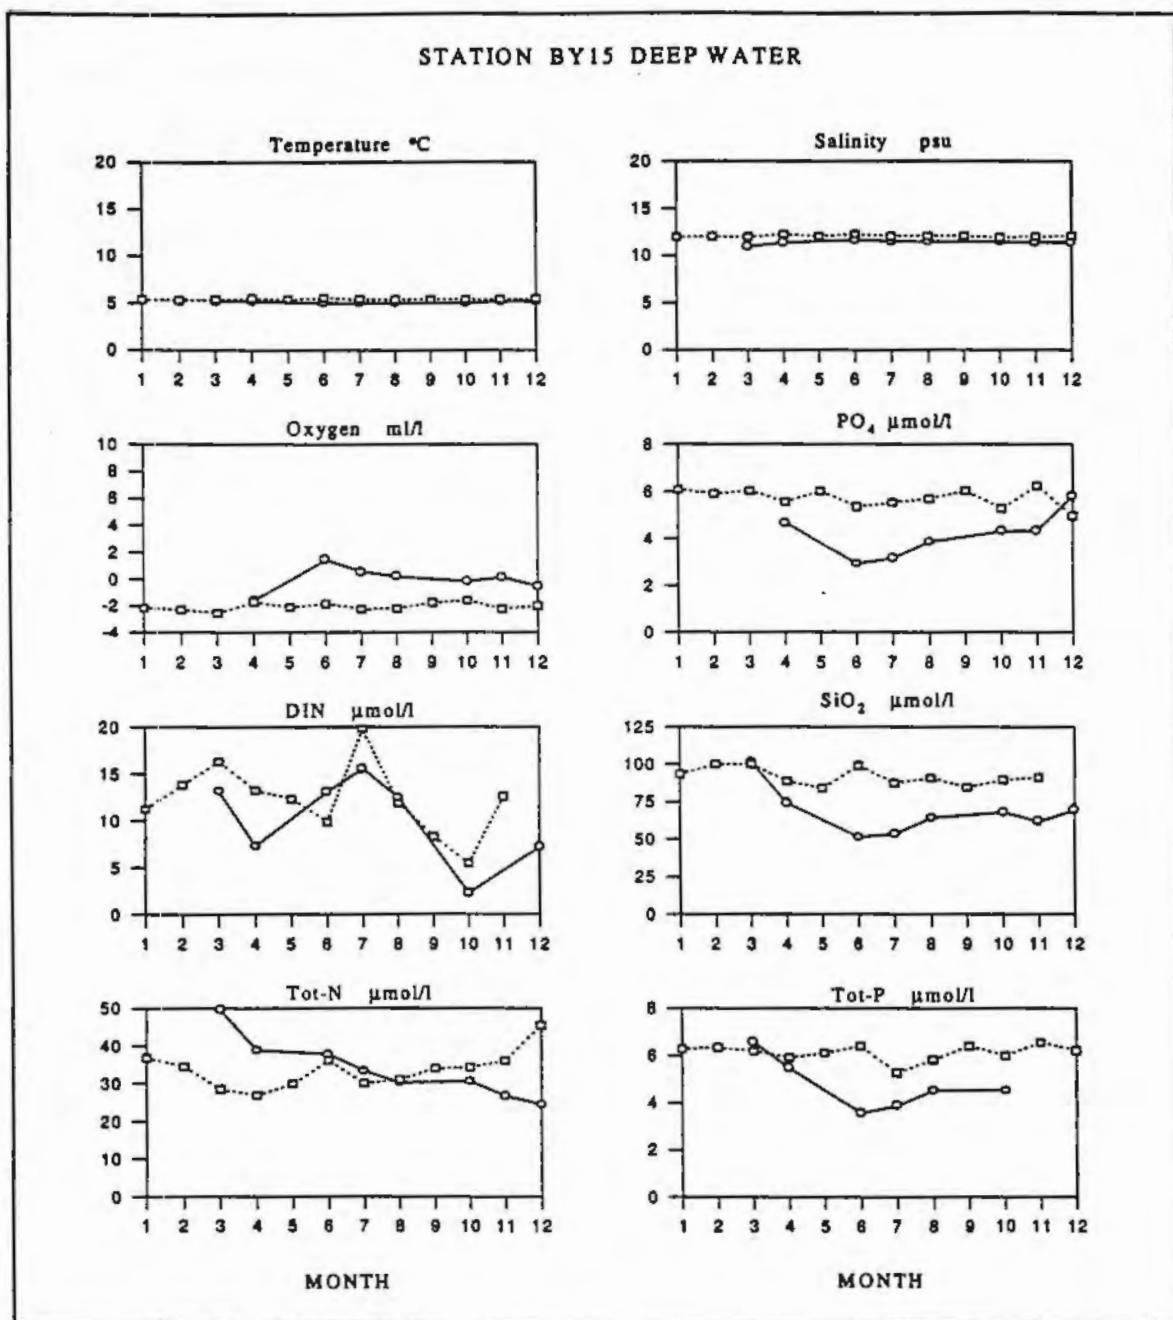 STATION BY15 DEEP WATER
Temperature °C
20
15
10
5
0
1 2 3 4 5 6 7 8 9 10 11 12
Salinity psu
20
15
10
5
0
1 2 3 4 5 6 7 8 9 10 11 12
Oxygen ml/l
10
8
6
4
2
0
-2
-4
1 2 3 4 5 6 7 8 9 10 11 12
PO₄ µmol/l
8
6
4
2
0
1 2 3 4 5 6 7 8 9 10 11 12
DIN µmol/l
20
15
10
5
0
1 2 3 4 5 6 7 8 9 10 11 12
SiO₂ µmol/l
125
100
75
50
25
0
1 2 3 4 5 6 7 8 9 10 11 12
Tot-N µmol/l
50
40
30
20
10
0
1 2 3 4 5 6 7 8 9 10 11 12
MONTH
Tot-P µmol/l
8
6
4
2
0
1 2 3 4 5 6 7 8 9 10 11 12
MONTH